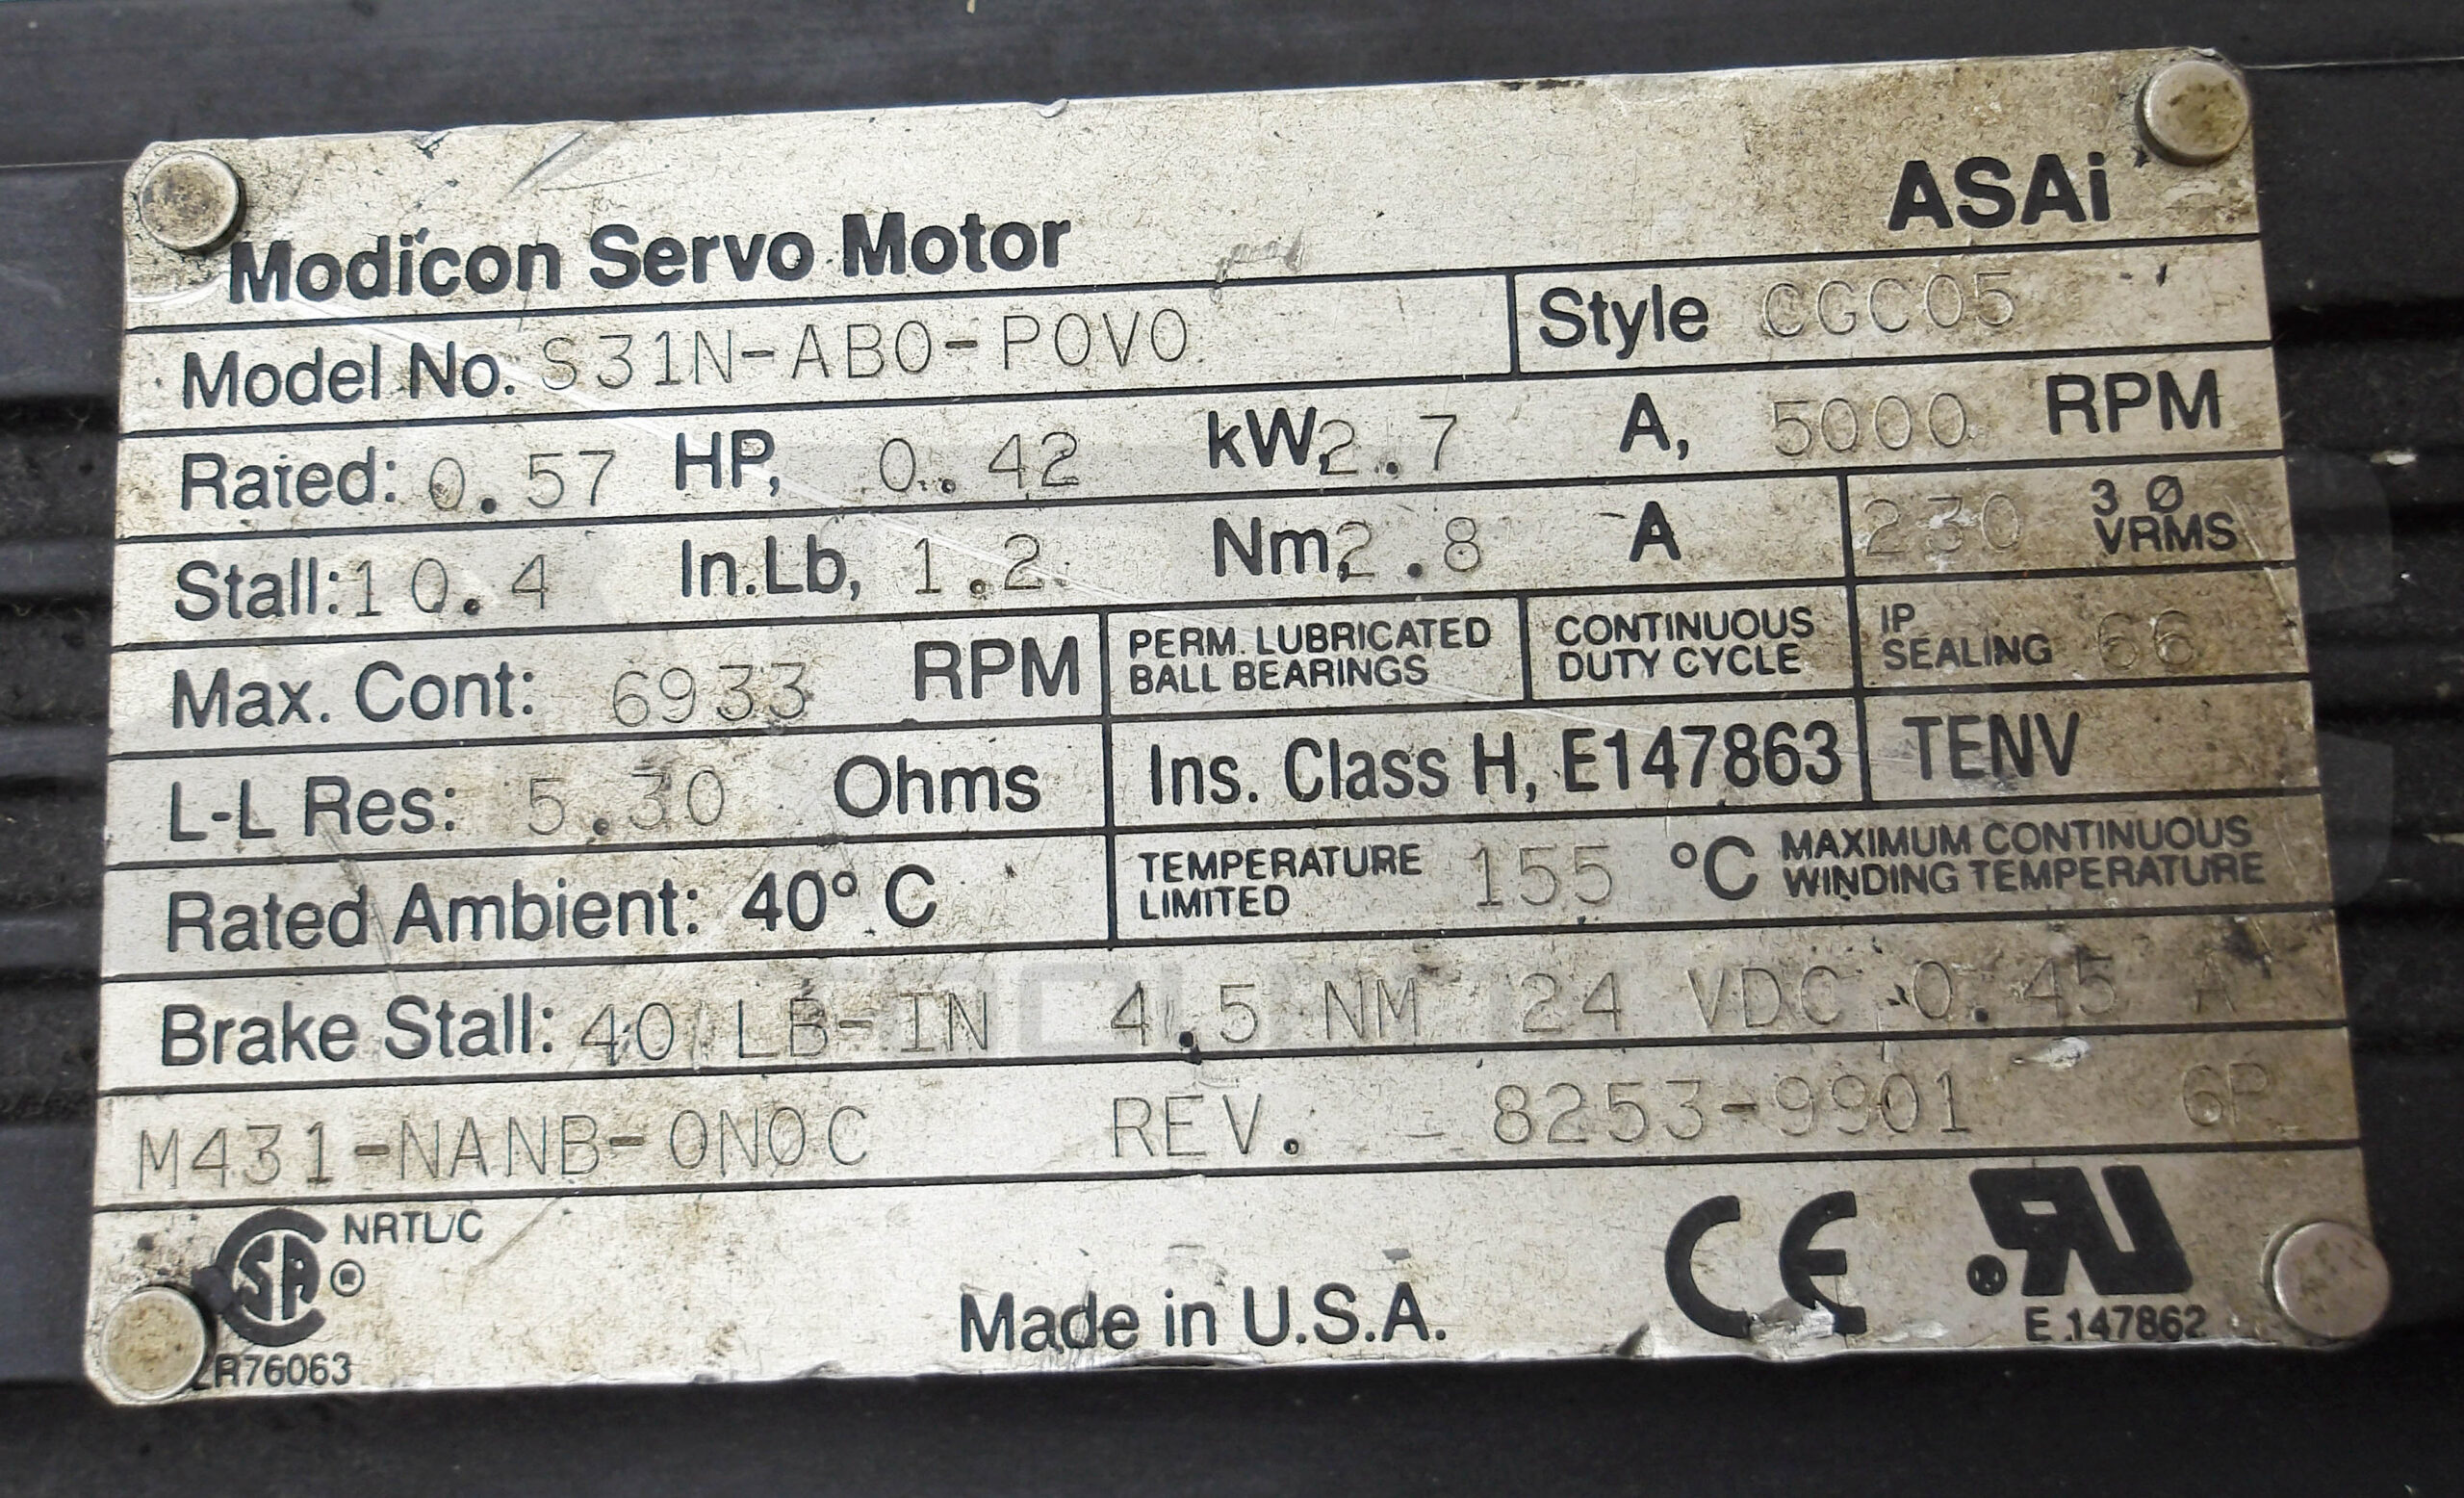 ASAi
Modicon Servo Motor
Model No. S31N-AB0-P0V0 Style CGC05
Rated: 0.57 HP, 0.42 kW, 2.7 A, 5000 RPM
Stall: 10.4 In.Lb, 1.2 Nm, 2.8 A 230 3 Ø VRMS
Max. Cont: 6933 RPM PERM. LUBRICATED BALL BEARINGS CONTINUOUS DUTY CYCLE IP SEALING 66
L-L Res: 5.30 Ohms Ins. Class H, E147863 TENV
Rated Ambient: 40° C TEMPERATURE LIMITED 155 °C MAXIMUM CONTINUOUS WINDING TEMPERATURE
Brake Stall: 40 LB-IN 4.5 NM 24 VDC 0.45 A
M431-NANB-0N0C REV. - 8253-9901 6P
SA NRTL/C ®
LR76063
Made in U.S.A.
CE
RU ®
E 147862